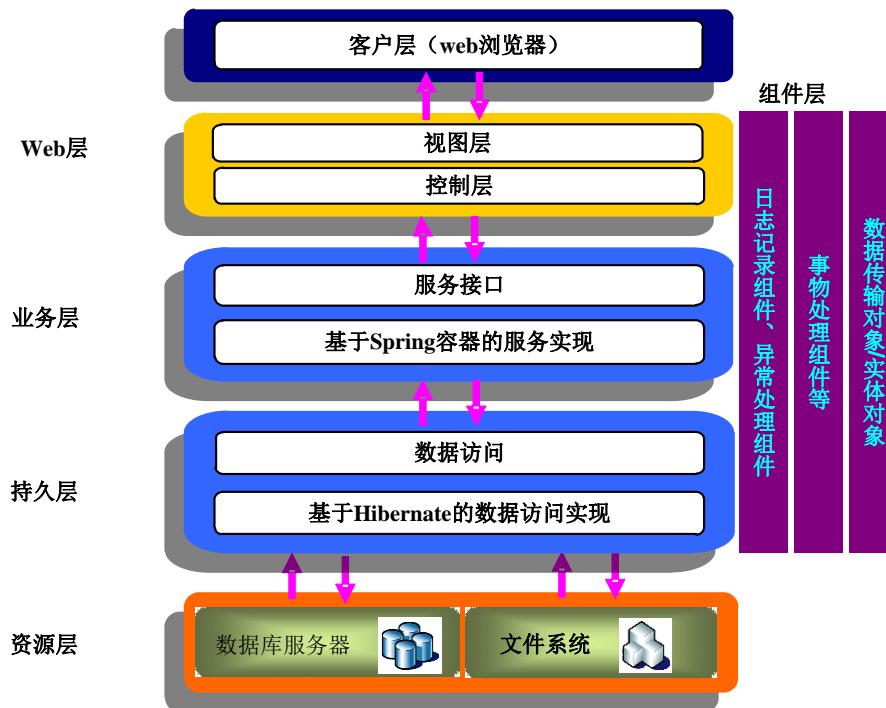 客户层（web浏览器）
组件层
Web层
视图层
控制层
业务层
服务接口
基于Spring容器的服务实现
持久层
数据访问
基于Hibernate的数据访问实现
资源层
数据库服务器
文件系统
日志记录组件、异常处理组件
事物处理组件等
数据传输对象/实体对象